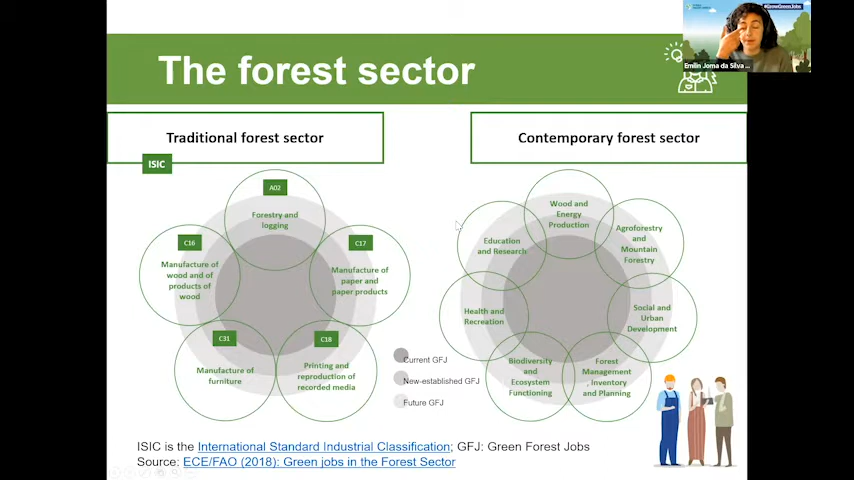 #GrowGreenJobs
Emilin Joma da Silva ...
The forest sector
Traditional forest sector
Contemporary forest sector
ISIC
A02
Forestry and
logging
C16
Manufacture of
wood and of
products of
wood
C17
Manufacture of
paper and
paper products
C31
Manufacture of
furniture
C18
Printing and
reproduction of
recorded media
Wood and
Energy
Production
Education
and Research
Agroforestry
and
Mountain
Forestry
Health and
Recreation
Social and
Urban
Development
Biodiversity
and
Ecosystem
Functioning
Forest
Management
, Inventory
and Planning
Current GFJ
New-established GFJ
Future GFJ
ISIC is the International Standard Industrial Classification; GFJ: Green Forest Jobs
Source: ECE/FAO (2018): Green jobs in the Forest Sector